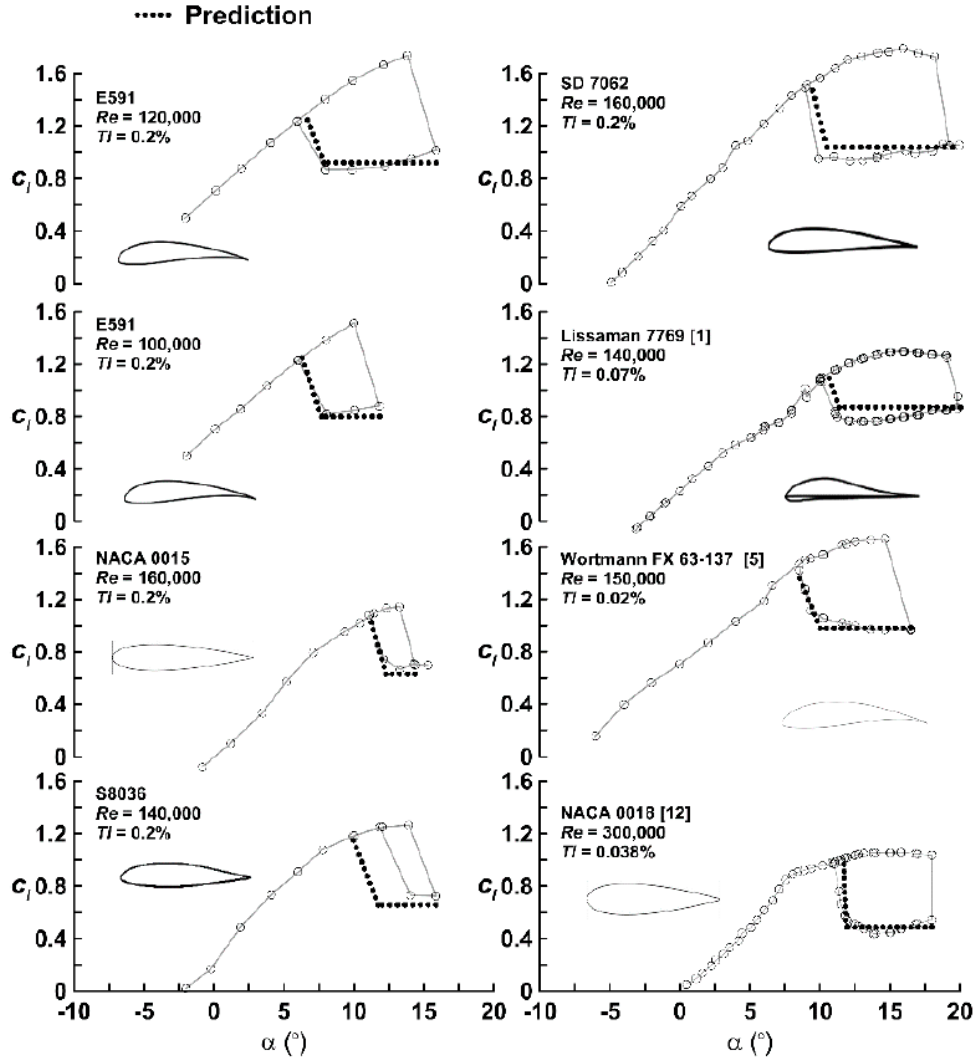 Prediction
1.6
E591
Re = 120,000
1.2
TI = 0.2%
c_l 0.8
0.4
0
1.6
E591
Re = 100,000
1.2
TI = 0.2%
c_l 0.8
0.4
0
1.6
NACA 0015
Re = 160,000
1.2
TI = 0.2%
c_l 0.8
0.4
0
1.6
S8036
Re = 140,000
1.2
TI = 0.2%
c_l 0.8
0.4
0
-10 -5 0 5 10 15 20
α (°)
1.6
SD 7062
Re = 160,000
1.2
TI = 0.2%
c_l 0.8
0.4
0
1.6
Lissaman 7769 [1]
Re = 140,000
1.2
TI = 0.07%
c_l 0.8
0.4
0
1.6
Wortmann FX 63-137 [5]
Re = 150,000
1.2
TI = 0.02%
c_l 0.8
0.4
0
1.6
NACA 0018 [12]
Re = 300,000
1.2
TI = 0.038%
c_l 0.8
0.4
0
-10 -5 0 5 10 15 20
α (°)